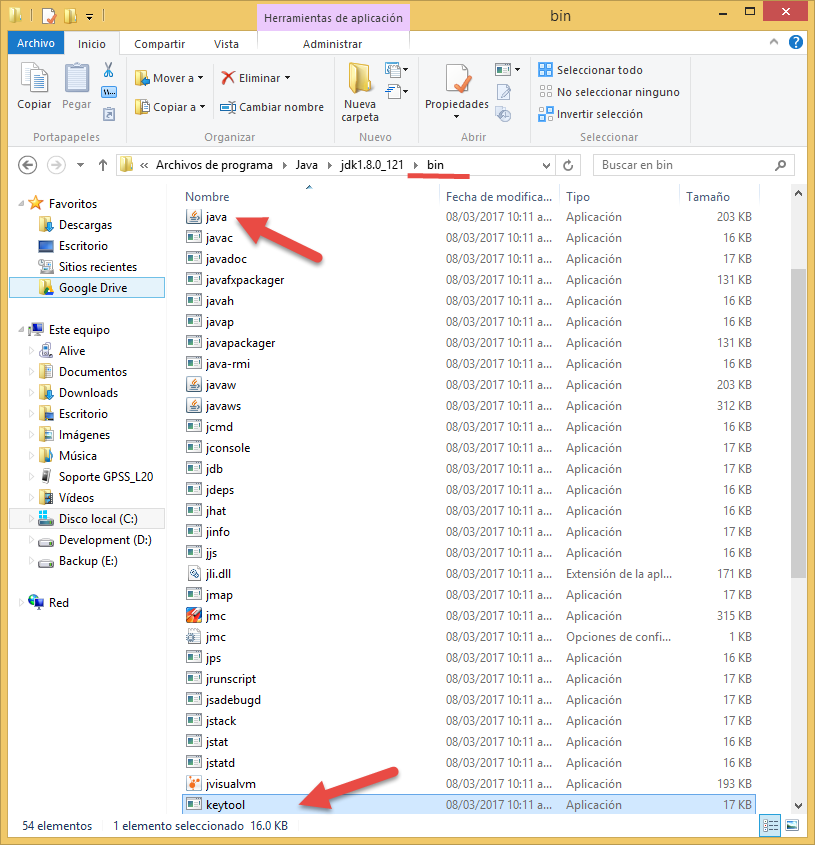 Herramientas de aplicación
bin
Archivo Inicio Compartir Vista Administrar
Copiar Pegar Mover a Copiar a Eliminar Cambiar nombre Nueva carpeta Propiedades Seleccionar todo No seleccionar ninguno Invertir selección
Portapapeles Organizar Nuevo Abrir Seleccionar
« Archivos de programa Java jdk1.8.0_121 bin Buscar en bin
Favoritos
Descargas
Escritorio
Sitios recientes
Google Drive
Este equipo
Alive
Documentos
Downloads
Escritorio
Imágenes
Música
Soporte GPSS_L20
Vídeos
Disco local (C:)
Development (D:)
Backup (E:)
Red
Nombre Fecha de modifica... Tipo Tamaño
java 08/03/2017 10:11 a... Aplicación 203 KB
javac 08/03/2017 10:11 a... Aplicación 16 KB
javadoc 08/03/2017 10:11 a... Aplicación 17 KB
javafxpackager 08/03/2017 10:11 a... Aplicación 131 KB
javah 08/03/2017 10:11 a... Aplicación 16 KB
javap 08/03/2017 10:11 a... Aplicación 16 KB
javapackager 08/03/2017 10:11 a... Aplicación 131 KB
java-rmi 08/03/2017 10:11 a... Aplicación 16 KB
javaw 08/03/2017 10:11 a... Aplicación 203 KB
javaws 08/03/2017 10:11 a... Aplicación 312 KB
jcmd 08/03/2017 10:11 a... Aplicación 16 KB
jconsole 08/03/2017 10:11 a... Aplicación 17 KB
jdb 08/03/2017 10:11 a... Aplicación 17 KB
jdeps 08/03/2017 10:11 a... Aplicación 16 KB
jhat 08/03/2017 10:11 a... Aplicación 16 KB
jinfo 08/03/2017 10:11 a... Aplicación 17 KB
jjs 08/03/2017 10:11 a... Aplicación 16 KB
jli.dll 08/03/2017 10:11 a... Extensión de la apl... 171 KB
jmap 08/03/2017 10:11 a... Aplicación 17 KB
jmc 08/03/2017 10:11 a... Aplicación 315 KB
jmc 08/03/2017 10:11 a... Opciones de confi... 1 KB
jps 08/03/2017 10:11 a... Aplicación 16 KB
jrunscript 08/03/2017 10:11 a... Aplicación 17 KB
jsadebugd 08/03/2017 10:11 a... Aplicación 17 KB
jstack 08/03/2017 10:11 a... Aplicación 17 KB
jstat 08/03/2017 10:11 a... Aplicación 16 KB
jstatd 08/03/2017 10:11 a... Aplicación 16 KB
jvisualvm 08/03/2017 10:11 a... Aplicación 193 KB
keytool 08/03/2017 10:11 a... Aplicación 17 KB
54 elementos 1 elemento seleccionado 16.0 KB